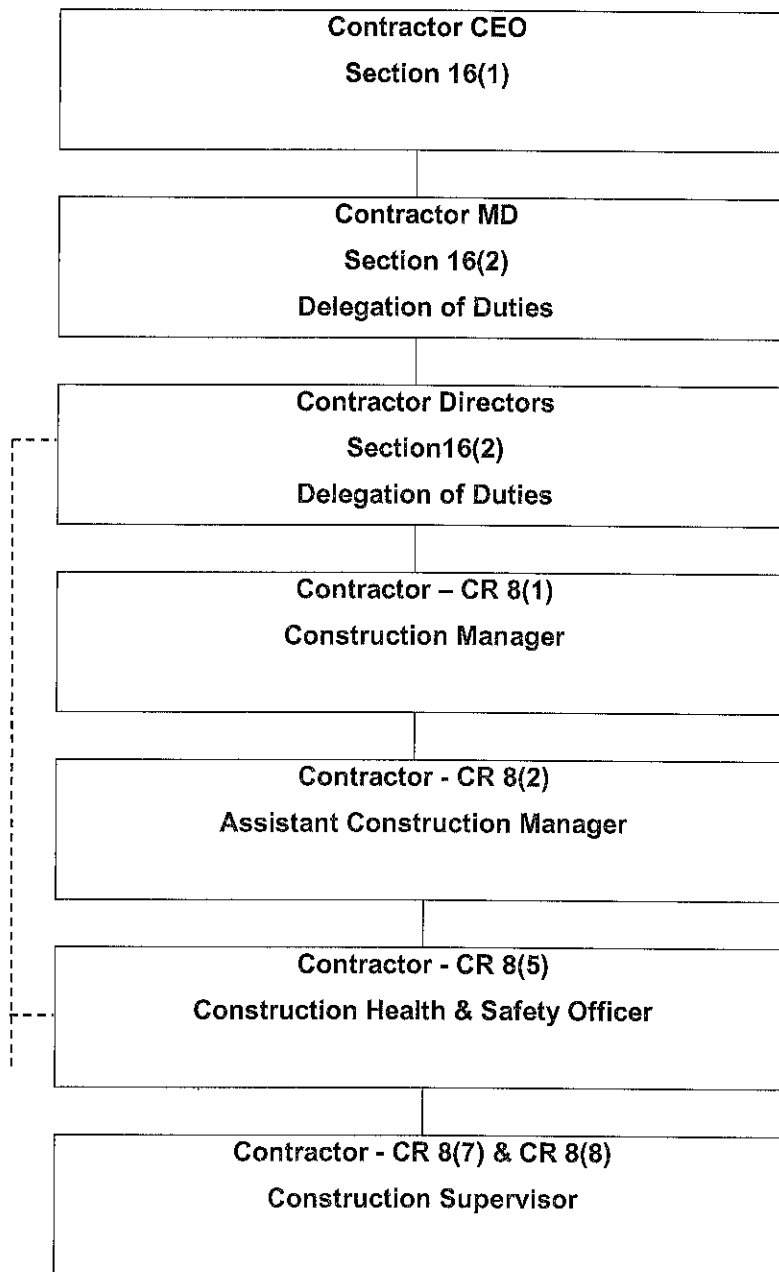 Contractor CEO
Section 16(1)
Contractor MD
Section 16(2)
Delegation of Duties
Contractor Directors
Section16(2)
Delegation of Duties
Contractor – CR 8(1)
Construction Manager
Contractor - CR 8(2)
Assistant Construction Manager
Contractor - CR 8(5)
Construction Health & Safety Officer
Contractor - CR 8(7) & CR 8(8)
Construction Supervisor